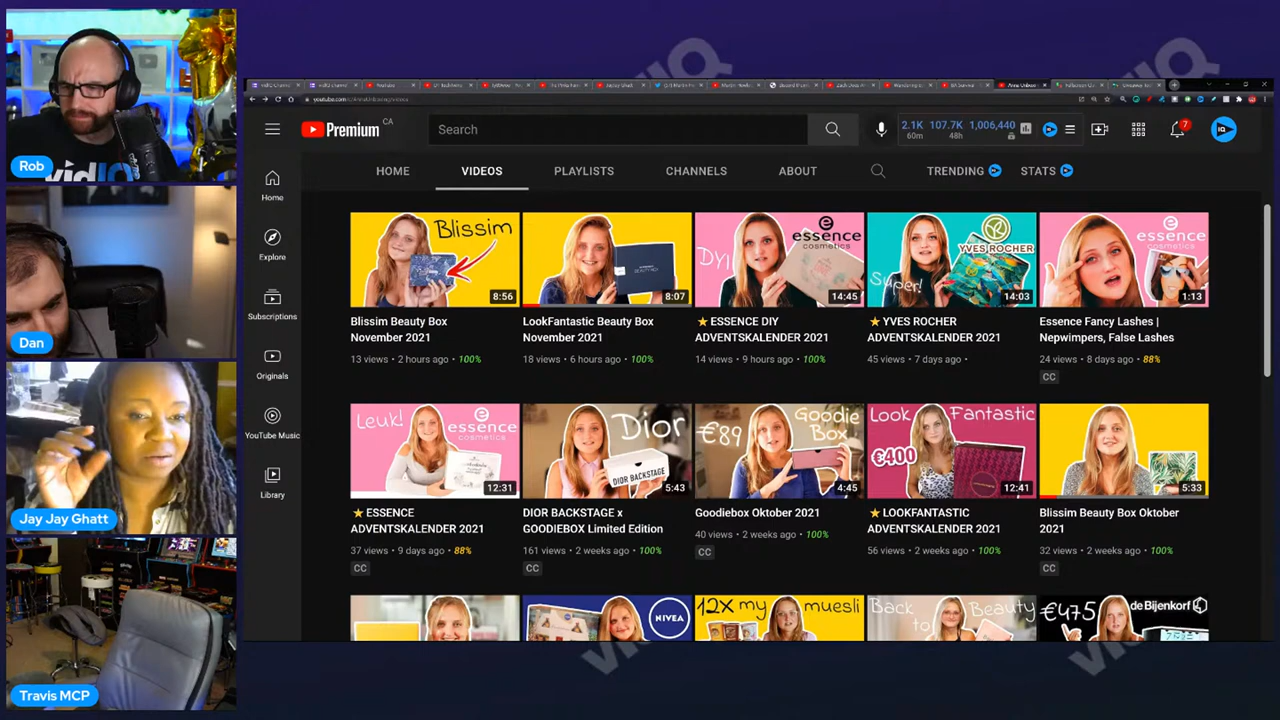 Premium
CA
Search
2.1K
60m
107.7K
48h
1,006,440
7
IQ
Home
Explore
Subscriptions
Originals
YouTube Music
Library
HOME
VIDEOS
PLAYLISTS
CHANNELS
ABOUT
TRENDING
STATS
Blissim
8:56
Blissim Beauty Box
November 2021
13 views • 2 hours ago • 100%
8:07
LookFantastic Beauty Box
November 2021
18 views • 6 hours ago • 100%
DYI
essence
cosmetics
14:45
⭐ ESSENCE DIY
ADVENTSKALENDER 2021
14 views • 9 hours ago • 100%
YVES ROCHER
Super!
14:03
⭐ YVES ROCHER
ADVENTSKALENDER 2021
45 views • 7 days ago •
essence
cosmetics
1:13
Essence Fancy Lashes |
Nepwimpers, False Lashes
24 views • 8 days ago • 88%
CC
Leuk!
essence
cosmetics
12:31
⭐ ESSENCE
ADVENTSKALENDER 2021
37 views • 9 days ago • 88%
CC
Dior
DIOR BACKSTAGE
5:43
DIOR BACKSTAGE x
GOODIEBOX Limited Edition
161 views • 2 weeks ago • 100%
CC
€89
Goodie
Box
4:45
Goodiebox Oktober 2021
40 views • 2 weeks ago • 100%
CC
Look Fantastic
€400
12:41
⭐ LOOKFANTASTIC
ADVENTSKALENDER 2021
56 views • 2 weeks ago • 100%
5:33
Blissim Beauty Box Oktober
2021
32 views • 2 weeks ago • 100%
CC
NIVEA
12x my
muesli
Back
to
Beauty
€475
de Bijenkorf
Rob
vidIQ
Dan
Jay Jay Ghatt
Travis MCP
vidIQ
vidIQ
vidIQ
vidIQ